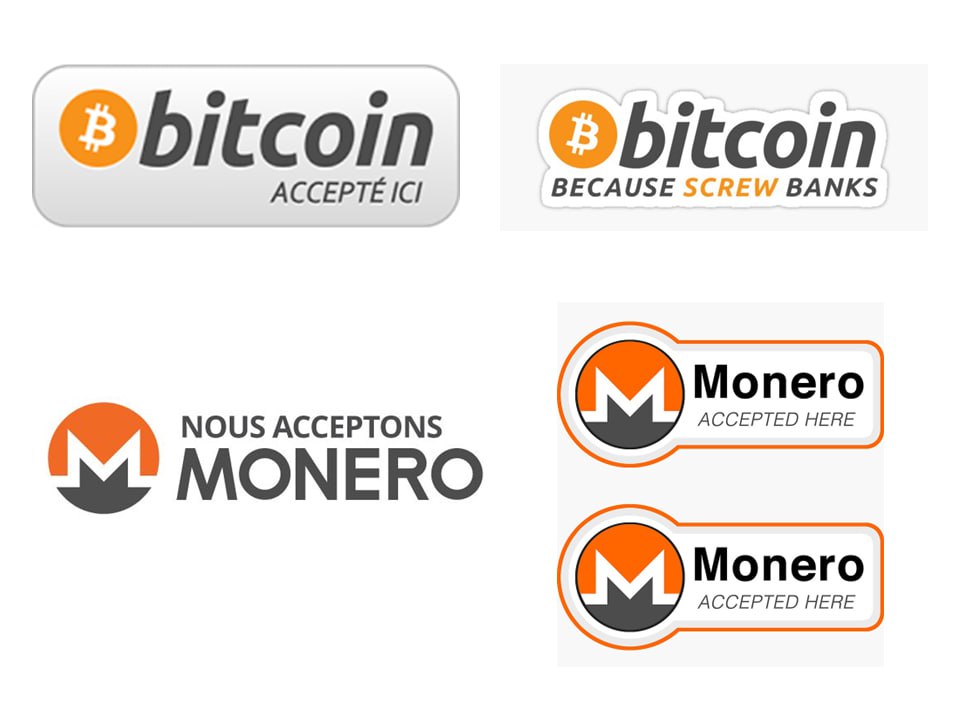 bitcoin
ACCEPTÉ ICI
bitcoin
BECAUSE SCREW BANKS
NOUS ACCEPTONS
MONERO
Monero
ACCEPTED HERE
Monero
ACCEPTED HERE